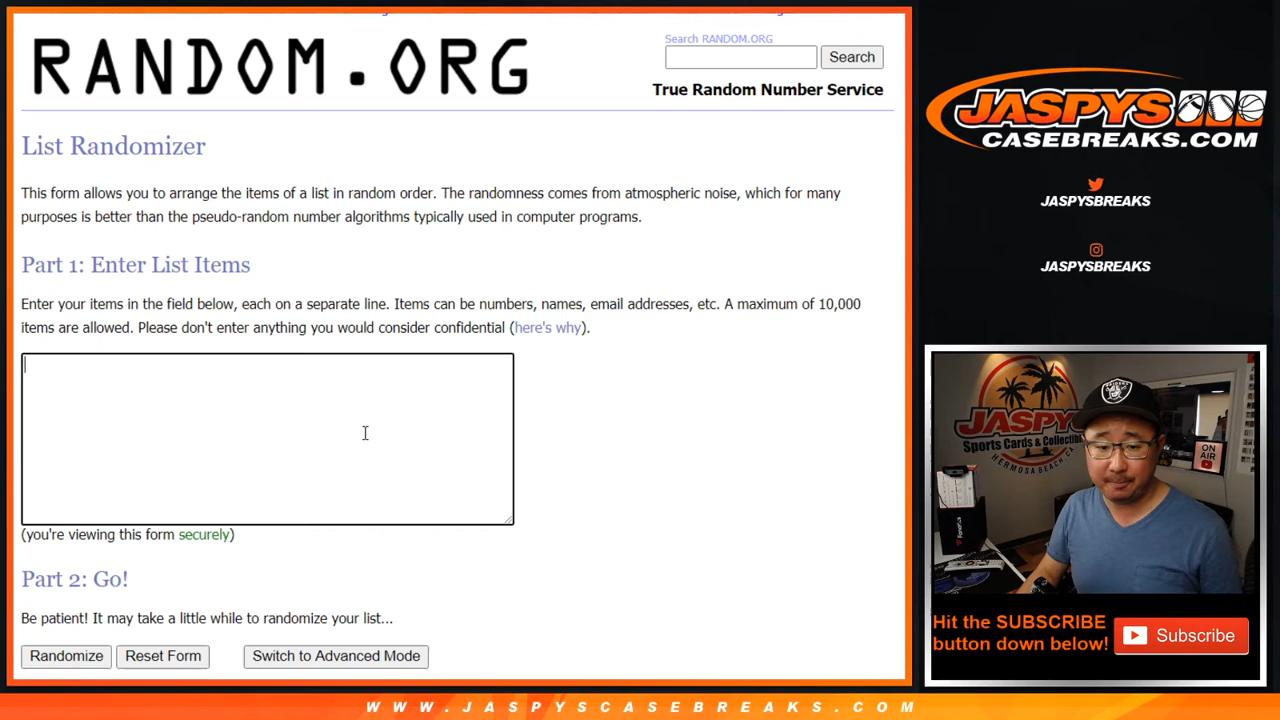 RANDOM.ORG
Search RANDOM.ORG
Search
True Random Number Service
List Randomizer
This form allows you to arrange the items of a list in random order. The randomness comes from atmospheric noise, which for many
purposes is better than the pseudo-random number algorithms typically used in computer programs.
Part 1: Enter List Items
Enter your items in the field below, each on a separate line. Items can be numbers, names, email addresses, etc. A maximum of 10,000
items are allowed. Please don't enter anything you would consider confidential (here's why).
(you're viewing this form securely)
Part 2: Go!
Be patient! It may take a little while to randomize your list...
Randomize
Reset Form
Switch to Advanced Mode
JASPYS
CASEBREAKS.COM
JASPYSBREAKS
JASPYSBREAKS
JASPYS
Sports Cards & Collectibl
HERMOSA BEACH CA
RAIDERS
ON
AIR
Fanatics
Hit the SUBSCRIBE
button down below!
Subscribe
WWW.JASPYSCASEBREAKS.COM